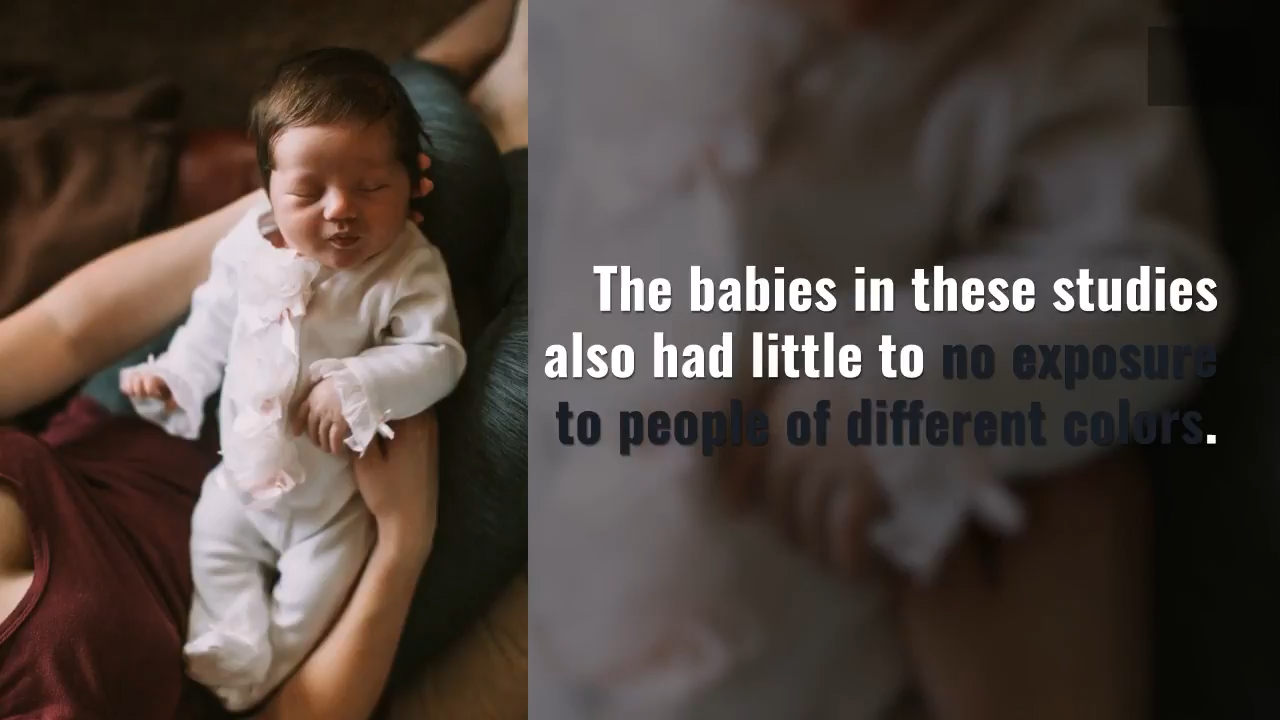 The babies in these studies
also had little to no exposure
to people of different colors.